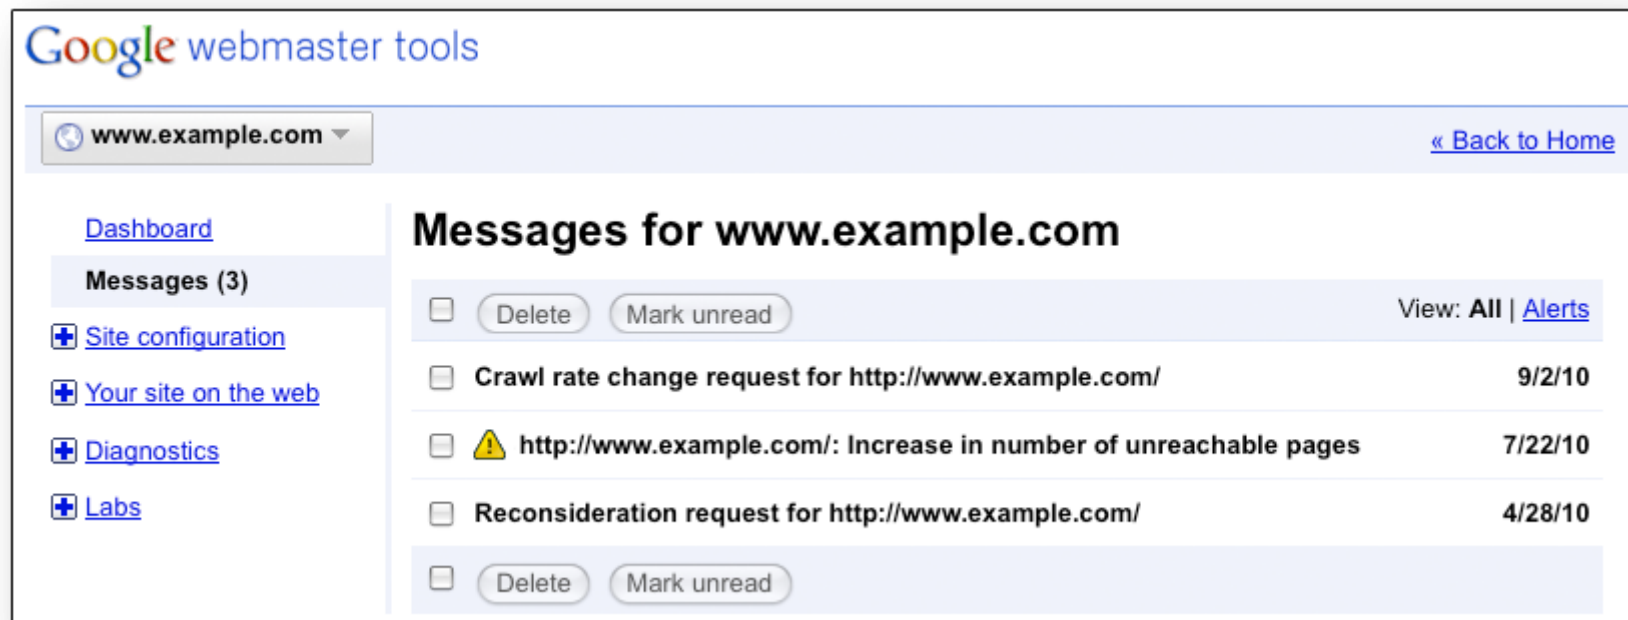 Google webmaster tools
www.example.com
« Back to Home
Dashboard
Messages (3)
Site configuration
Your site on the web
Diagnostics
Labs
Messages for www.example.com
Delete Mark unread View: All | Alerts
Crawl rate change request for http://www.example.com/ 9/2/10
http://www.example.com/: Increase in number of unreachable pages 7/22/10
Reconsideration request for http://www.example.com/ 4/28/10
Delete Mark unread